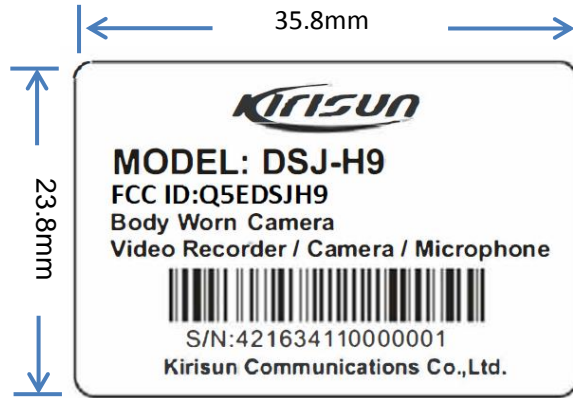 35.8mm
23.8mm
KIRISUN
MODEL: DSJ-H9
FCC ID:Q5EDSJH9
Body Worn Camera
Video Recorder / Camera / Microphone
S/N:421634110000001
Kirisun Communications Co.,Ltd.